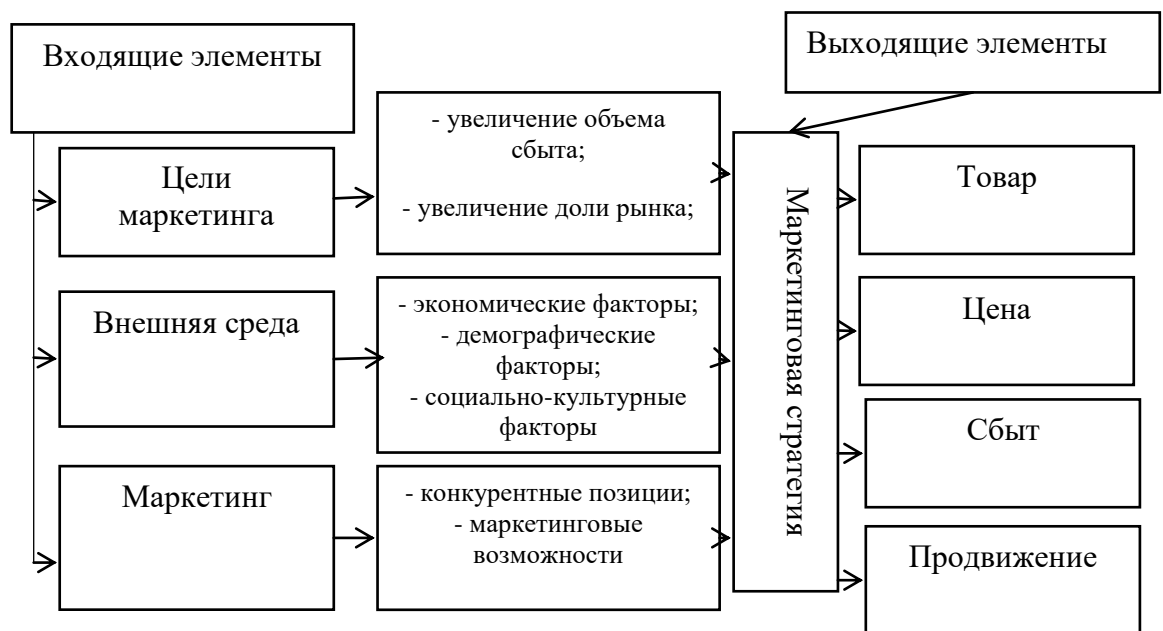 Входящие элементы
Выходящие элементы
Цели
маркетинга
- увеличение объема
сбыта;
- увеличение доли рынка;
Внешняя среда
- экономические факторы;
- демографические
факторы;
- социально-культурные
факторы
Маркетинг
- конкурентные позиции;
- маркетинговые
возможности
Маркетинговая стратегия
Товар
Цена
Сбыт
Продвижение